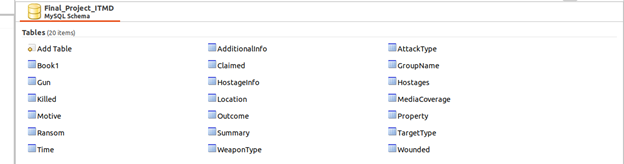 Final_Project_ITMD
MySQL Schema
Tables (20 items)
Add Table AdditionalInfo AttackType
Book1 Claimed GroupName
Gun HostageInfo Hostages
Killed Location MediaCoverage
Motive Outcome Property
Ransom Summary TargetType
Time WeaponType Wounded